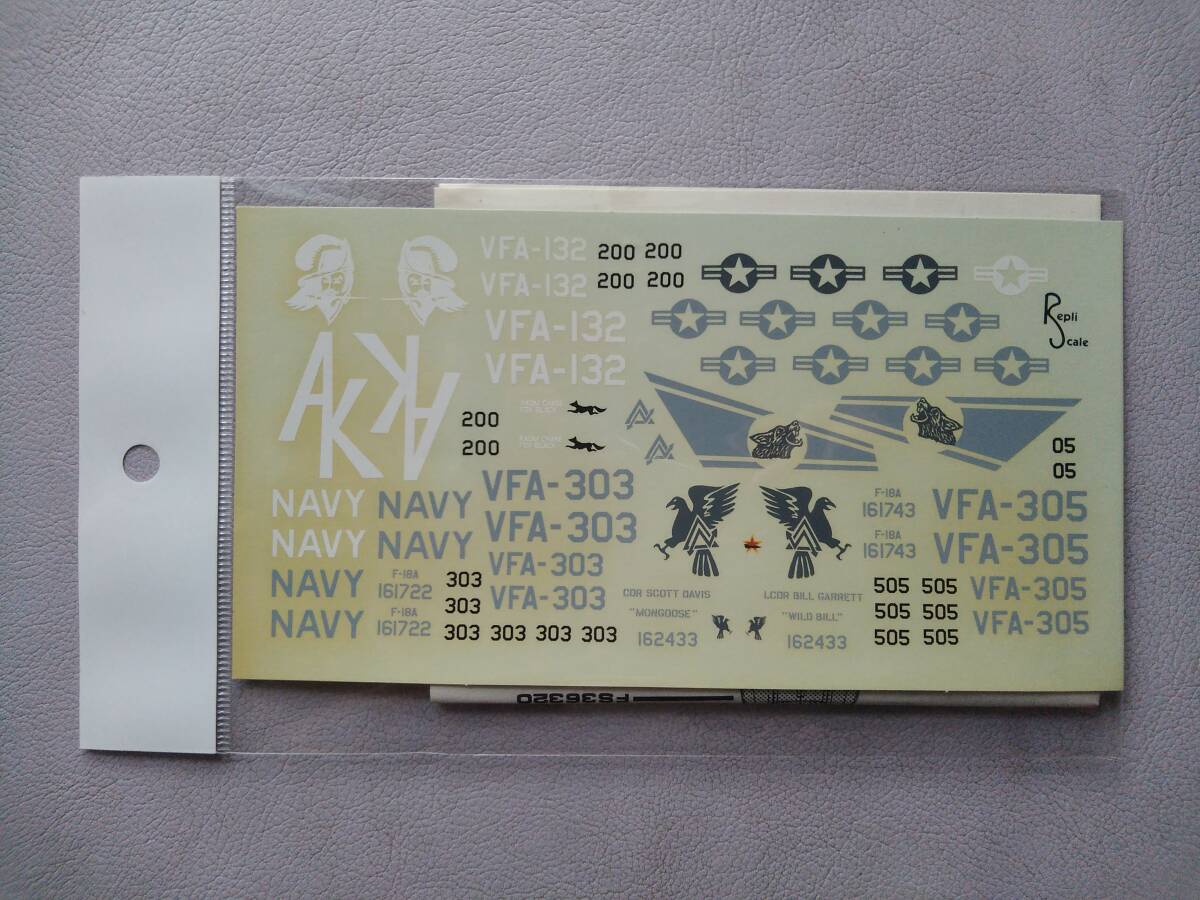 VFA-132
VFA-132
VFA-132
VFA-132
200 200
200 200
Repli
Scale
AK
AK
200
200
05
05
NAVY NAVY
NAVY NAVY
NAVY
NAVY
F-18A
161722
F-18A
161722
VFA-303
VFA-303
VFA-303
VFA-303
303
303
303 303 303 303
CDR SCOTT DAVIS
"MONGOOSE"
162433
LCDR BILL GARRETT
"WILD BILL"
162433
F-18A
161743
F-18A
161743
VFA-305
VFA-305
VFA-305
VFA-305
505 505
505 505
505 505
FS36320